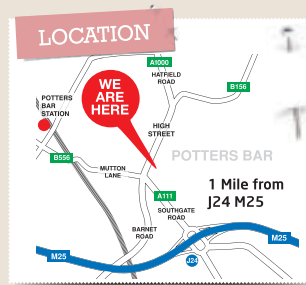 LOCATION
A1000
HATFIELD
ROAD
B156
WE
ARE
HERE
POTTERS
BAR
STATION
HIGH
STREET
POTTERS BAR
B556
MUTTON
LANE
1 Mile from
J24 M25
A111
SOUTHGATE
ROAD
BARNET
ROAD
M25
M25
J24